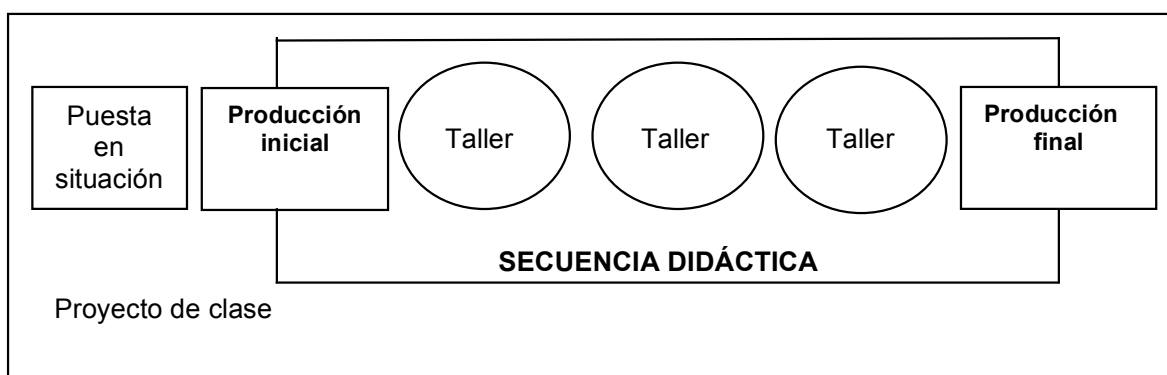 Puesta
en
situación
Producción
inicial
Taller
Taller
Taller
Producción
final
SECUENCIA DIDÁCTICA
Proyecto de clase